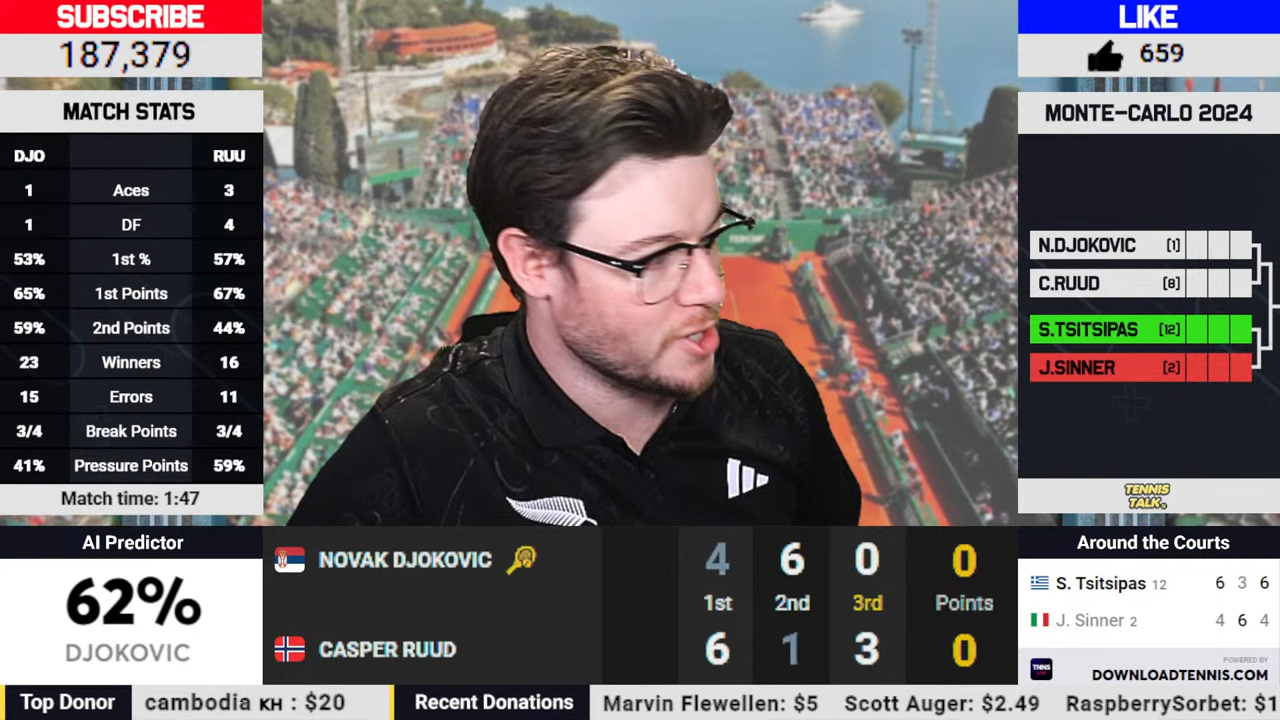 SUBSCRIBE
187,379
MATCH STATS
DJO RUU
1 Aces 3
1 DF 4
53% 1st % 57%
65% 1st Points 67%
59% 2nd Points 44%
23 Winners 16
15 Errors 11
3/4 Break Points 3/4
41% Pressure Points 59%
Match time: 1:47
AI Predictor
62%
DJOKOVIC
LIKE
659
MONTE-CARLO 2024
N.DJOKOVIC [1]
C.RUUD [8]
S.TSITSIPAS [12]
J.SINNER [2]
TENNIS
TALK.
Around the Courts
S. Tsitsipas 12 6 3 6
J. Sinner 2 4 6 4
POWERED BY
DOWNLOADTENNIS.COM
NOVAK DJOKOVIC 4 6 0 0
1st 2nd 3rd Points
CASPER RUUD 6 1 3 0
Top Donor cambodia KH : $20 Recent Donations Marvin Flewellen: $5 Scott Auger: $2.49 RaspberrySorbet: $1